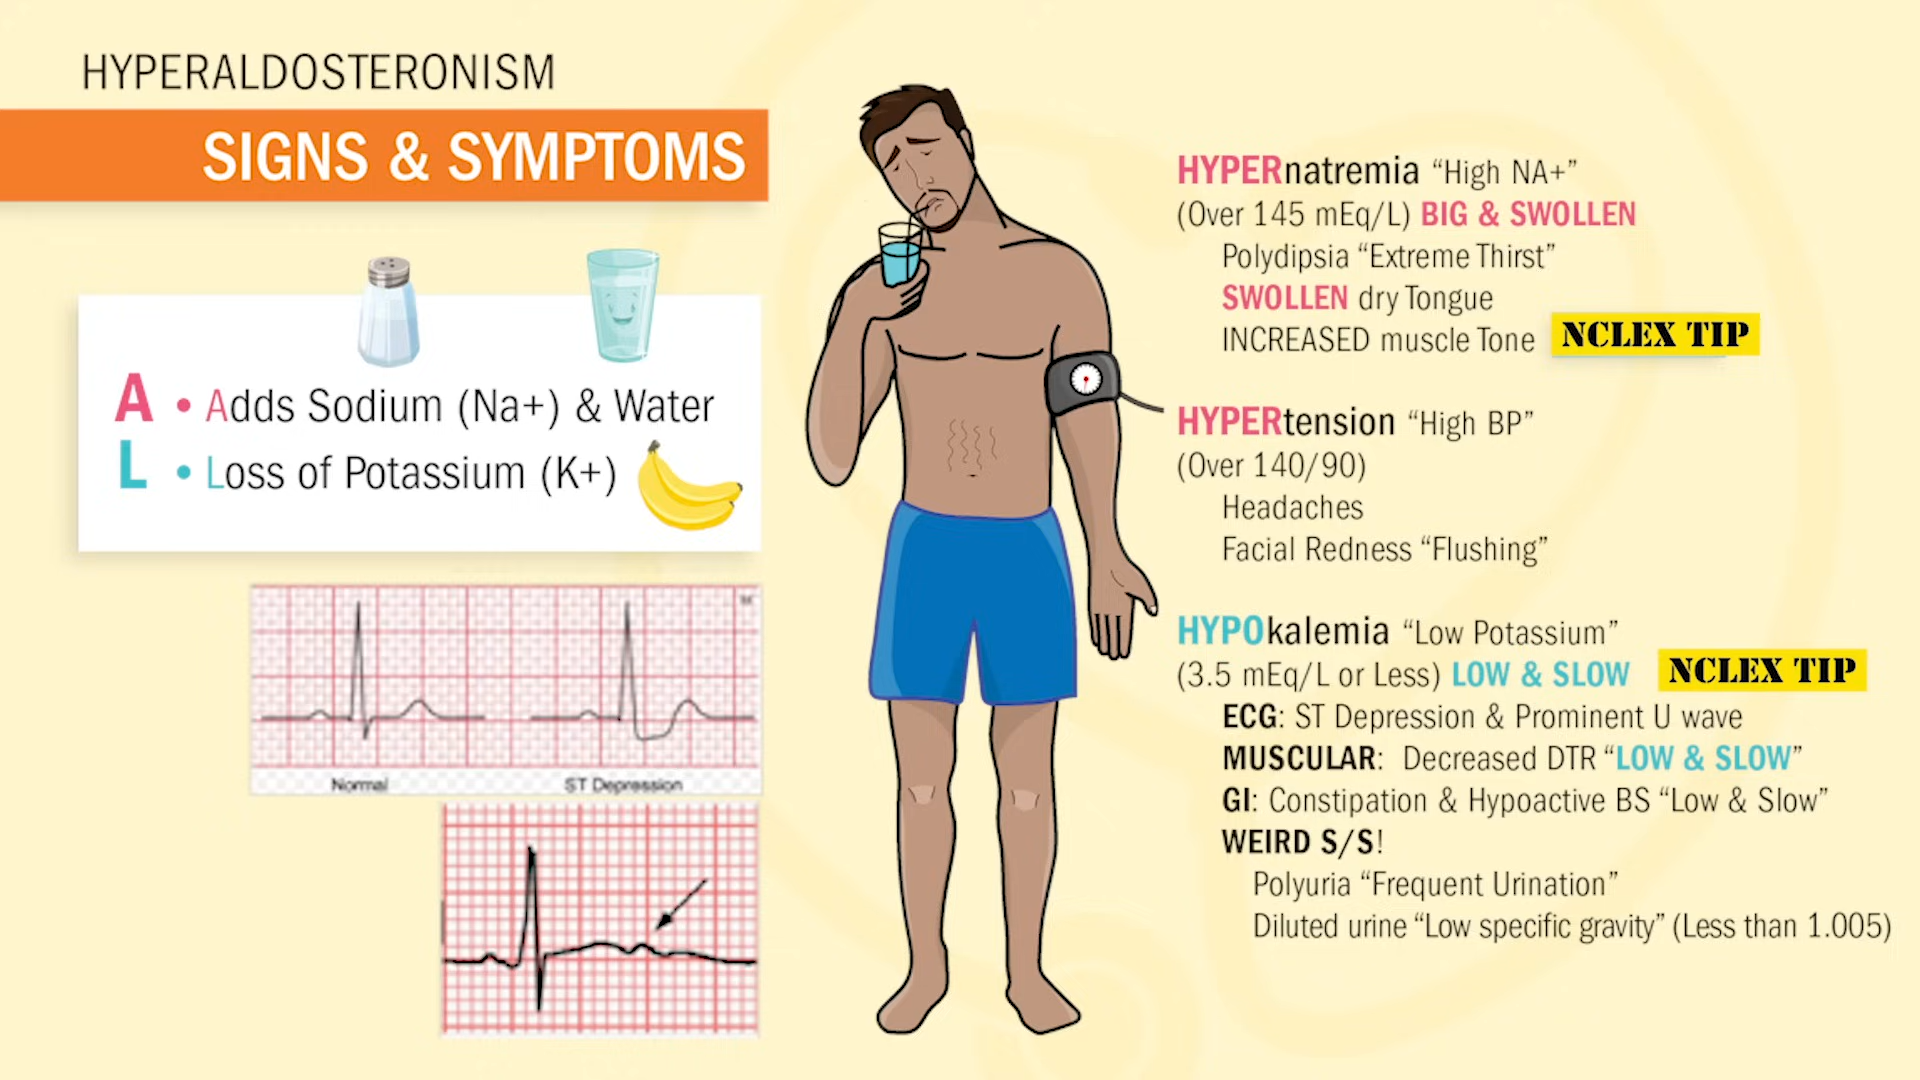 HYPERALDOSTERONISM
SIGNS & SYMPTOMS
A • Adds Sodium (Na+) & Water
L • Loss of Potassium (K+)
Normal
ST Depression
HYPERnatremia “High NA+”
(Over 145 mEq/L) BIG & SWOLLEN
Polydipsia “Extreme Thirst”
SWOLLEN dry Tongue
INCREASED muscle Tone NCLEX TIP
HYPERtension “High BP”
(Over 140/90)
Headaches
Facial Redness “Flushing”
HYPOkalemia “Low Potassium”
(3.5 mEq/L or Less) LOW & SLOW NCLEX TIP
ECG: ST Depression & Prominent U wave
MUSCULAR: Decreased DTR “LOW & SLOW”
GI: Constipation & Hypoactive BS “Low & Slow”
WEIRD S/S!
Polyuria “Frequent Urination”
Diluted urine “Low specific gravity” (Less than 1.005)